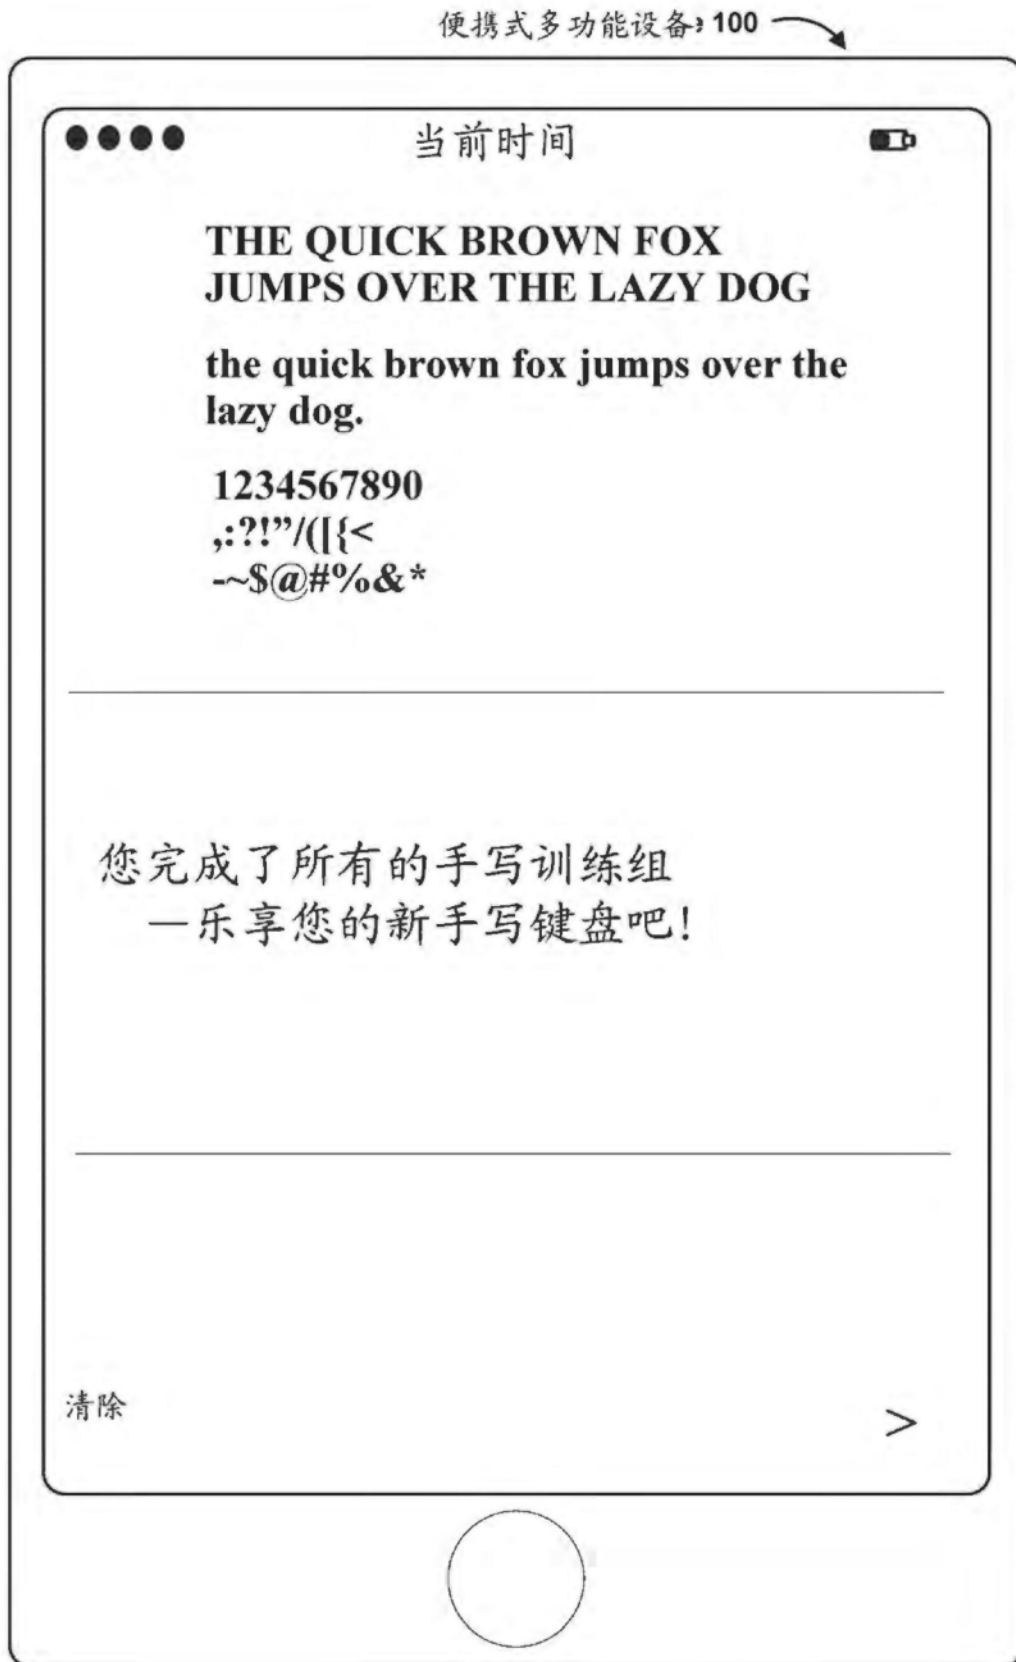 便携式多功能设备 100
当前时间
THE QUICK BROWN FOX
JUMPS OVER THE LAZY DOG
the quick brown fox jumps over the
lazy dog.
1234567890
,:?!”/([{<
-~$@#%&*
您完成了所有的手写训练组
—乐享您的新手写键盘吧!
清除
>